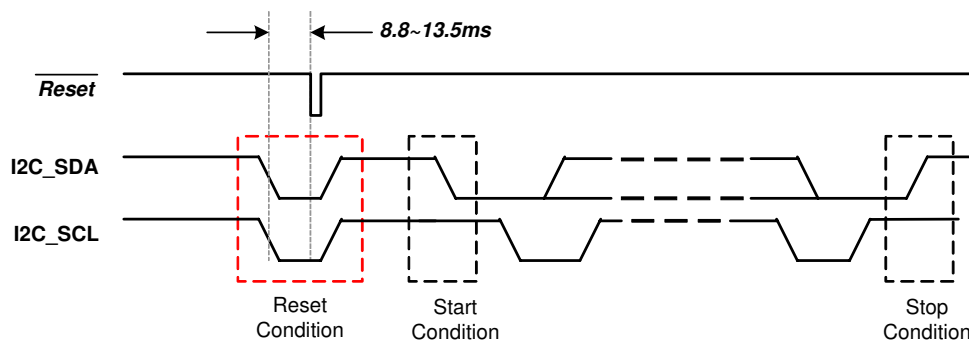 8.8~13.5ms
Reset
I2C_SDA
I2C_SCL
Reset
Condition
Start
Condition
Stop
Condition